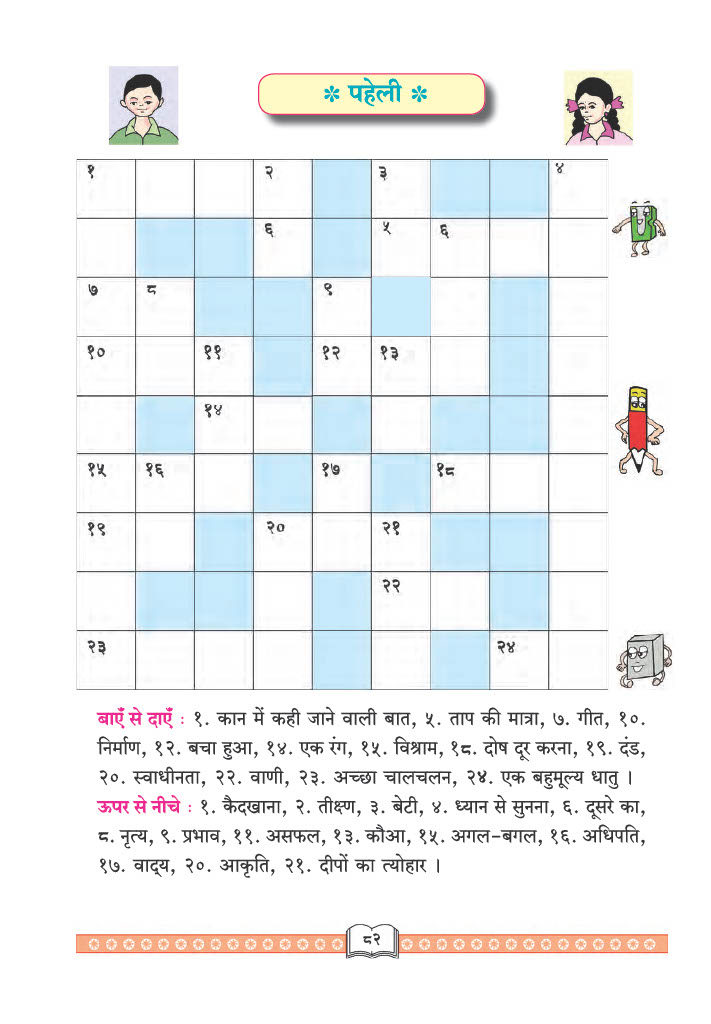 ✽ पहेली ✽
१ २ ३ ४
६ ५ ६
७ ८ ९
१० ११ १२ १३
१४
१५ १६ १७ १८
१९ २० २१
२२
२३ २४
बाएँ से दाएँ : १. कान में कही जाने वाली बात, ५. ताप की मात्रा, ७. गीत, १०.
निर्माण, १२. बचा हुआ, १४. एक रंग, १५. विश्राम, १८. दोष दूर करना, १९. दंड,
२०. स्वाधीनता, २२. वाणी, २३. अच्छा चालचलन, २४. एक बहुमूल्य धातु ।
ऊपर से नीचे : १. कैदखाना, २. तीक्ष्ण, ३. बेटी, ४. ध्यान से सुनना, ६. दूसरे का,
८. नृत्य, ९. प्रभाव, ११. असफल, १३. कौआ, १५. अगल-बगल, १६. अधिपति,
१७. वाद्‌य, २०. आकृति, २१. दीपों का त्योहार ।
८२